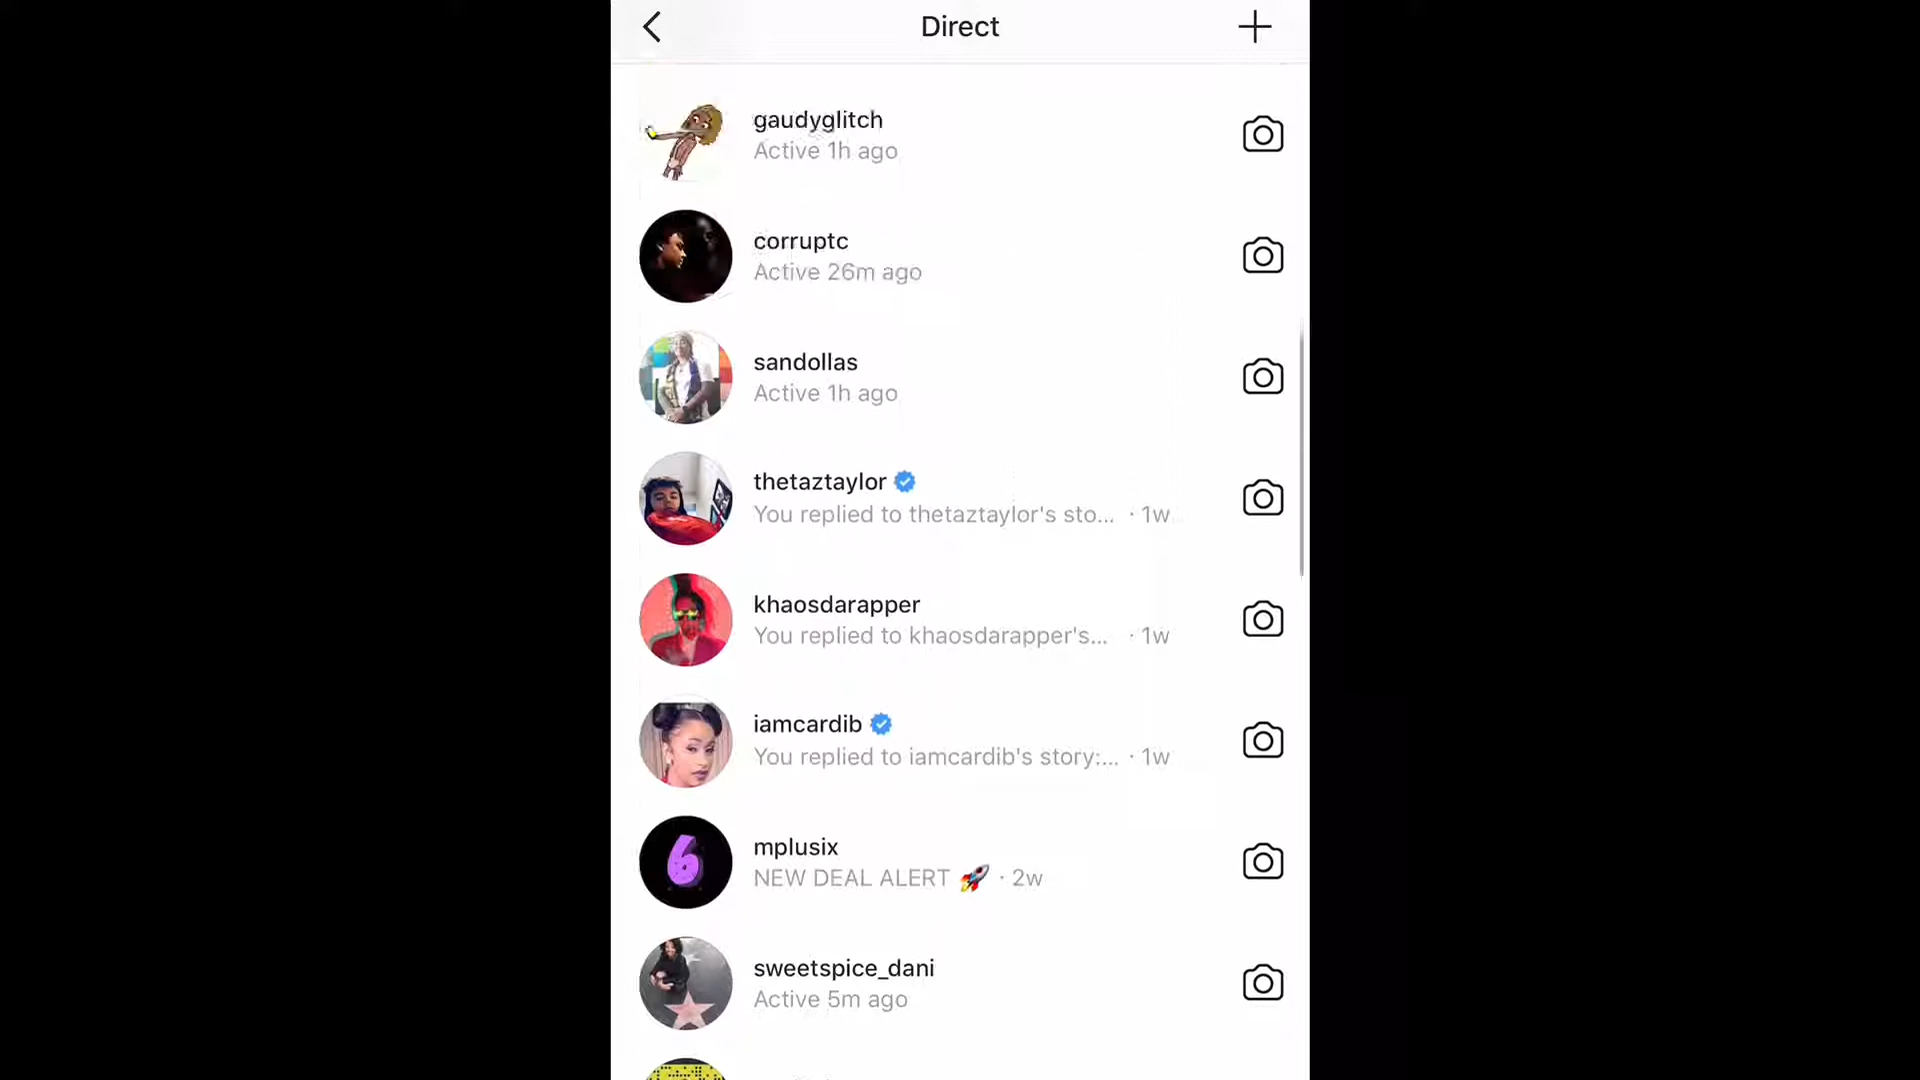 Direct
gaudyglitch
Active 1h ago
corruptc
Active 26m ago
sandollas
Active 1h ago
thetaztaylor
You replied to thetaztaylor's sto... · 1w
khaosdarapper
You replied to khaosdarapper's... · 1w
iamcardib
You replied to iamcardib's story:... · 1w
6
mplusix
NEW DEAL ALERT 🚀 · 2w
sweetspice_dani
Active 5m ago